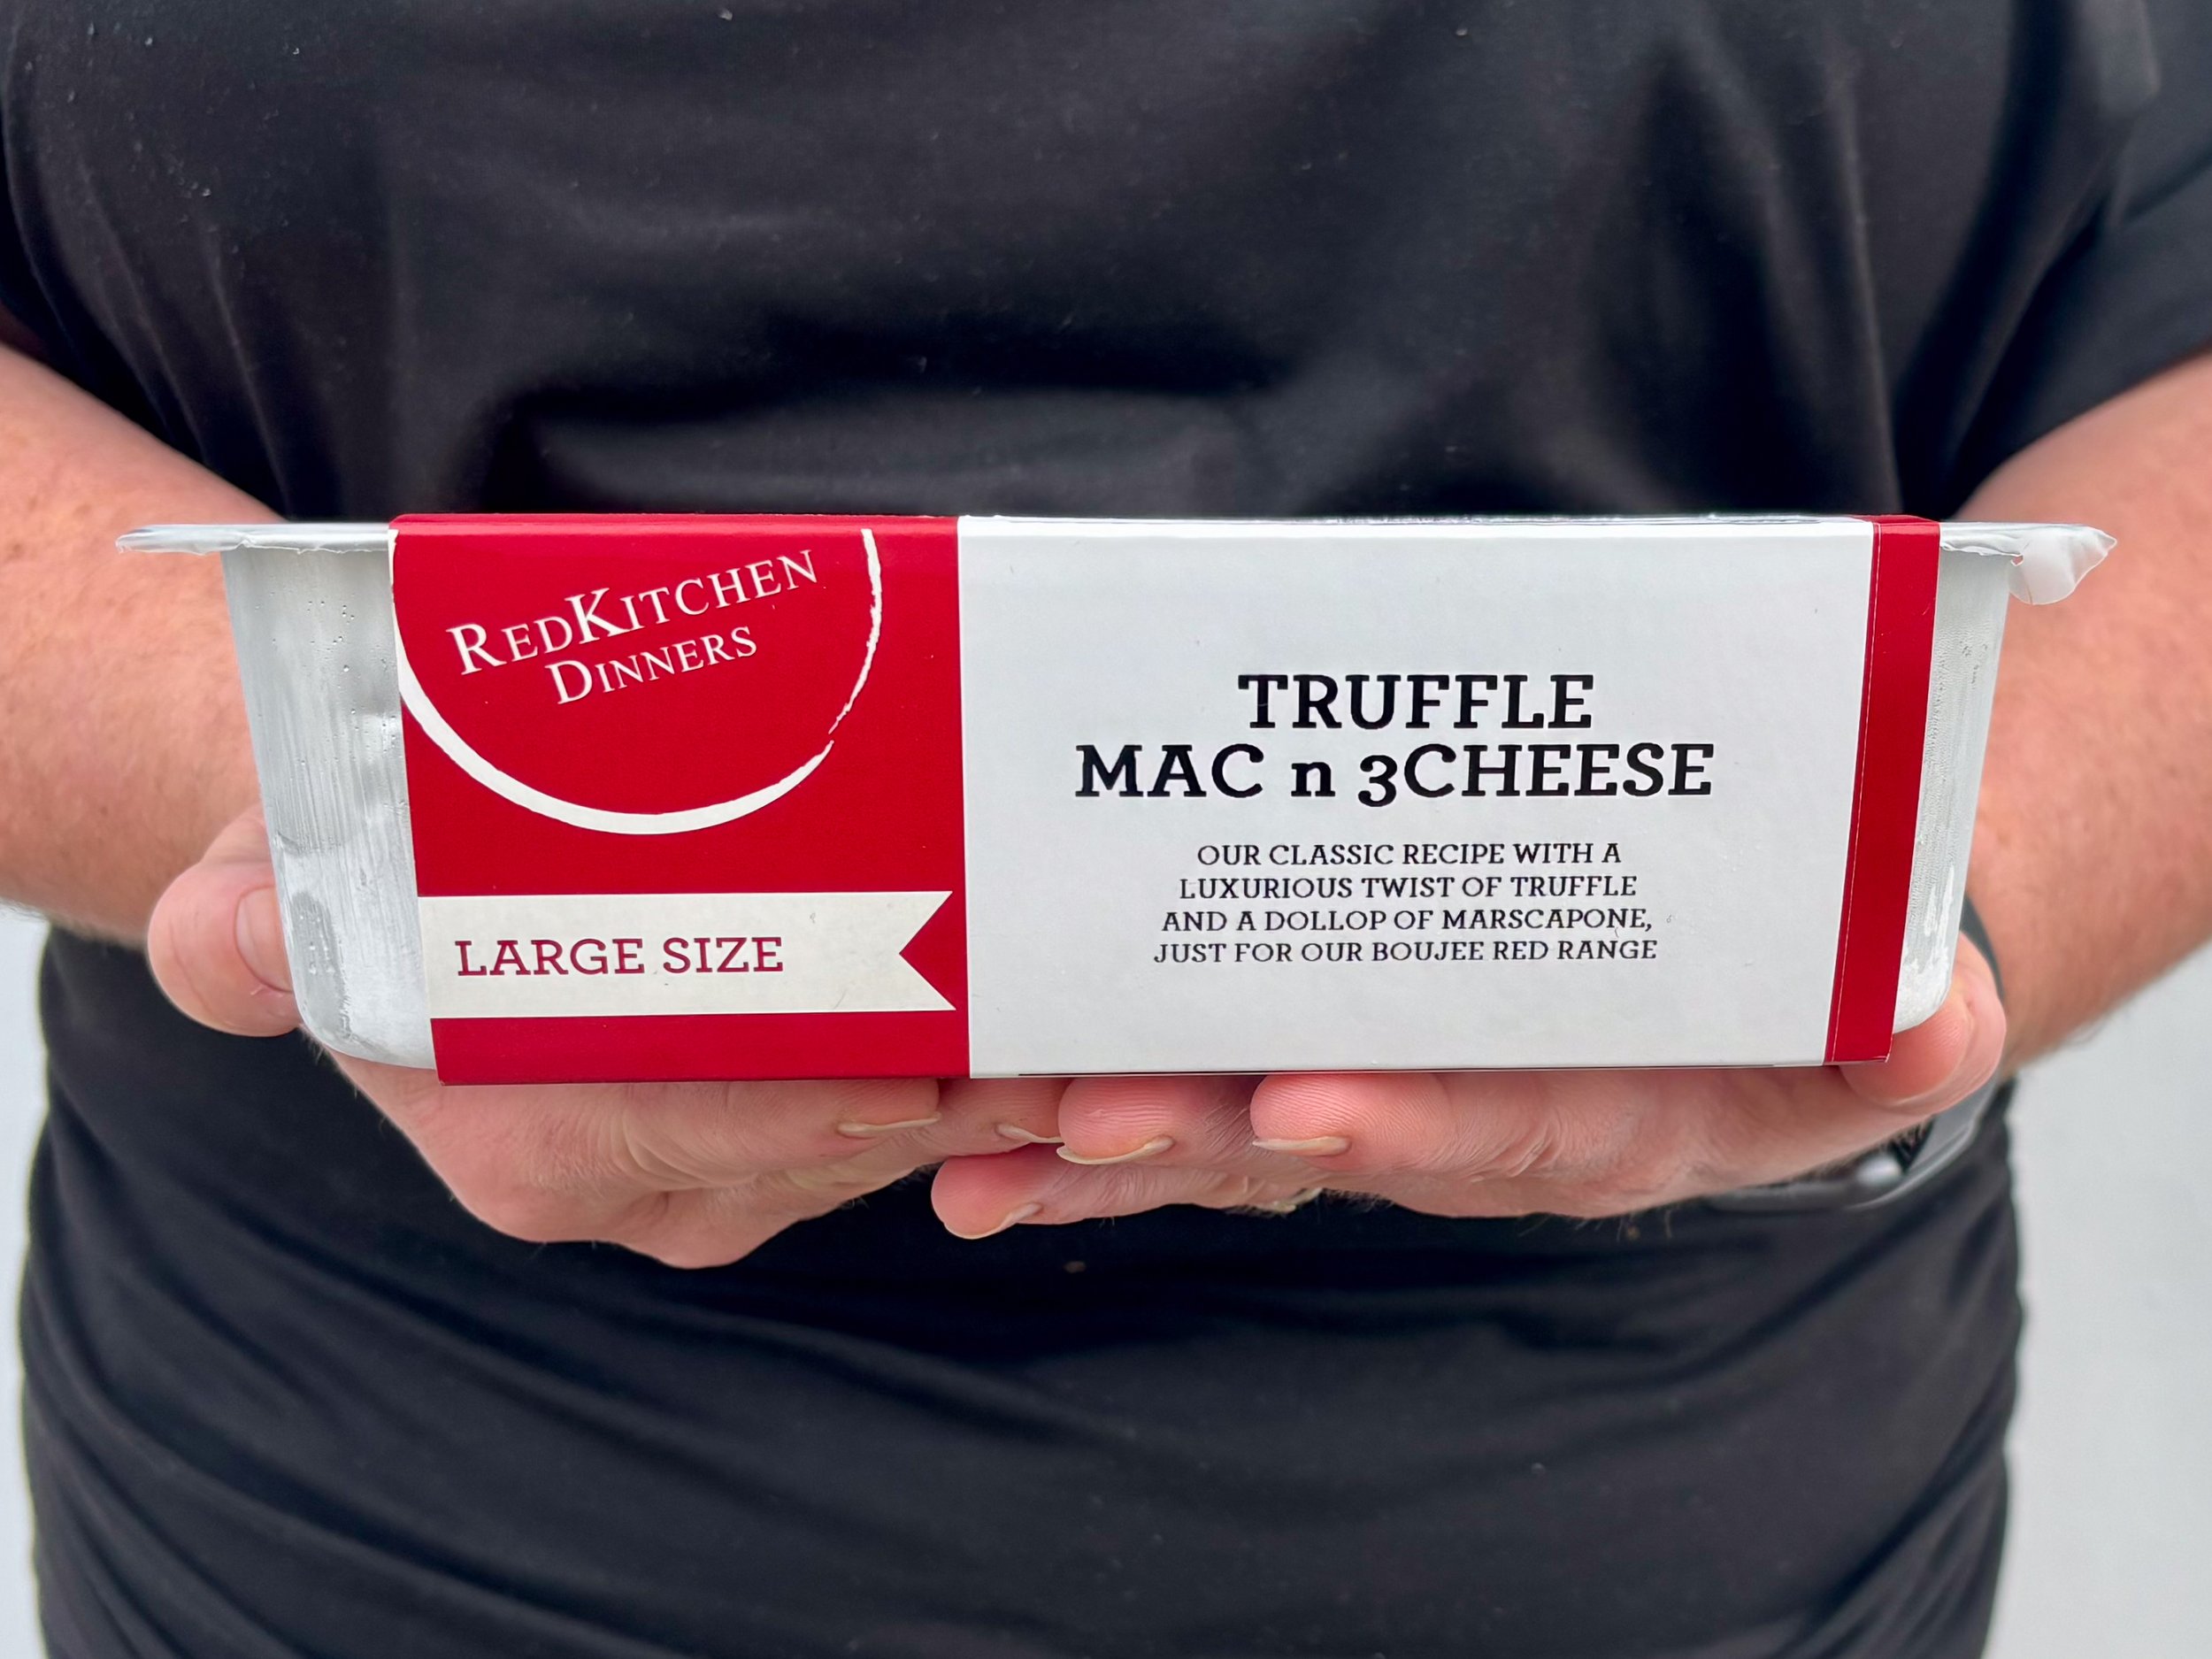 REDKITCHEN
DINNERS
LARGE SIZE
TRUFFLE
MAC n 3CHEESE
OUR CLASSIC RECIPE WITH A
LUXURIOUS TWIST OF TRUFFLE
AND A DOLLOP OF MARSCAPONE,
JUST FOR OUR BOUJEE RED RANGE